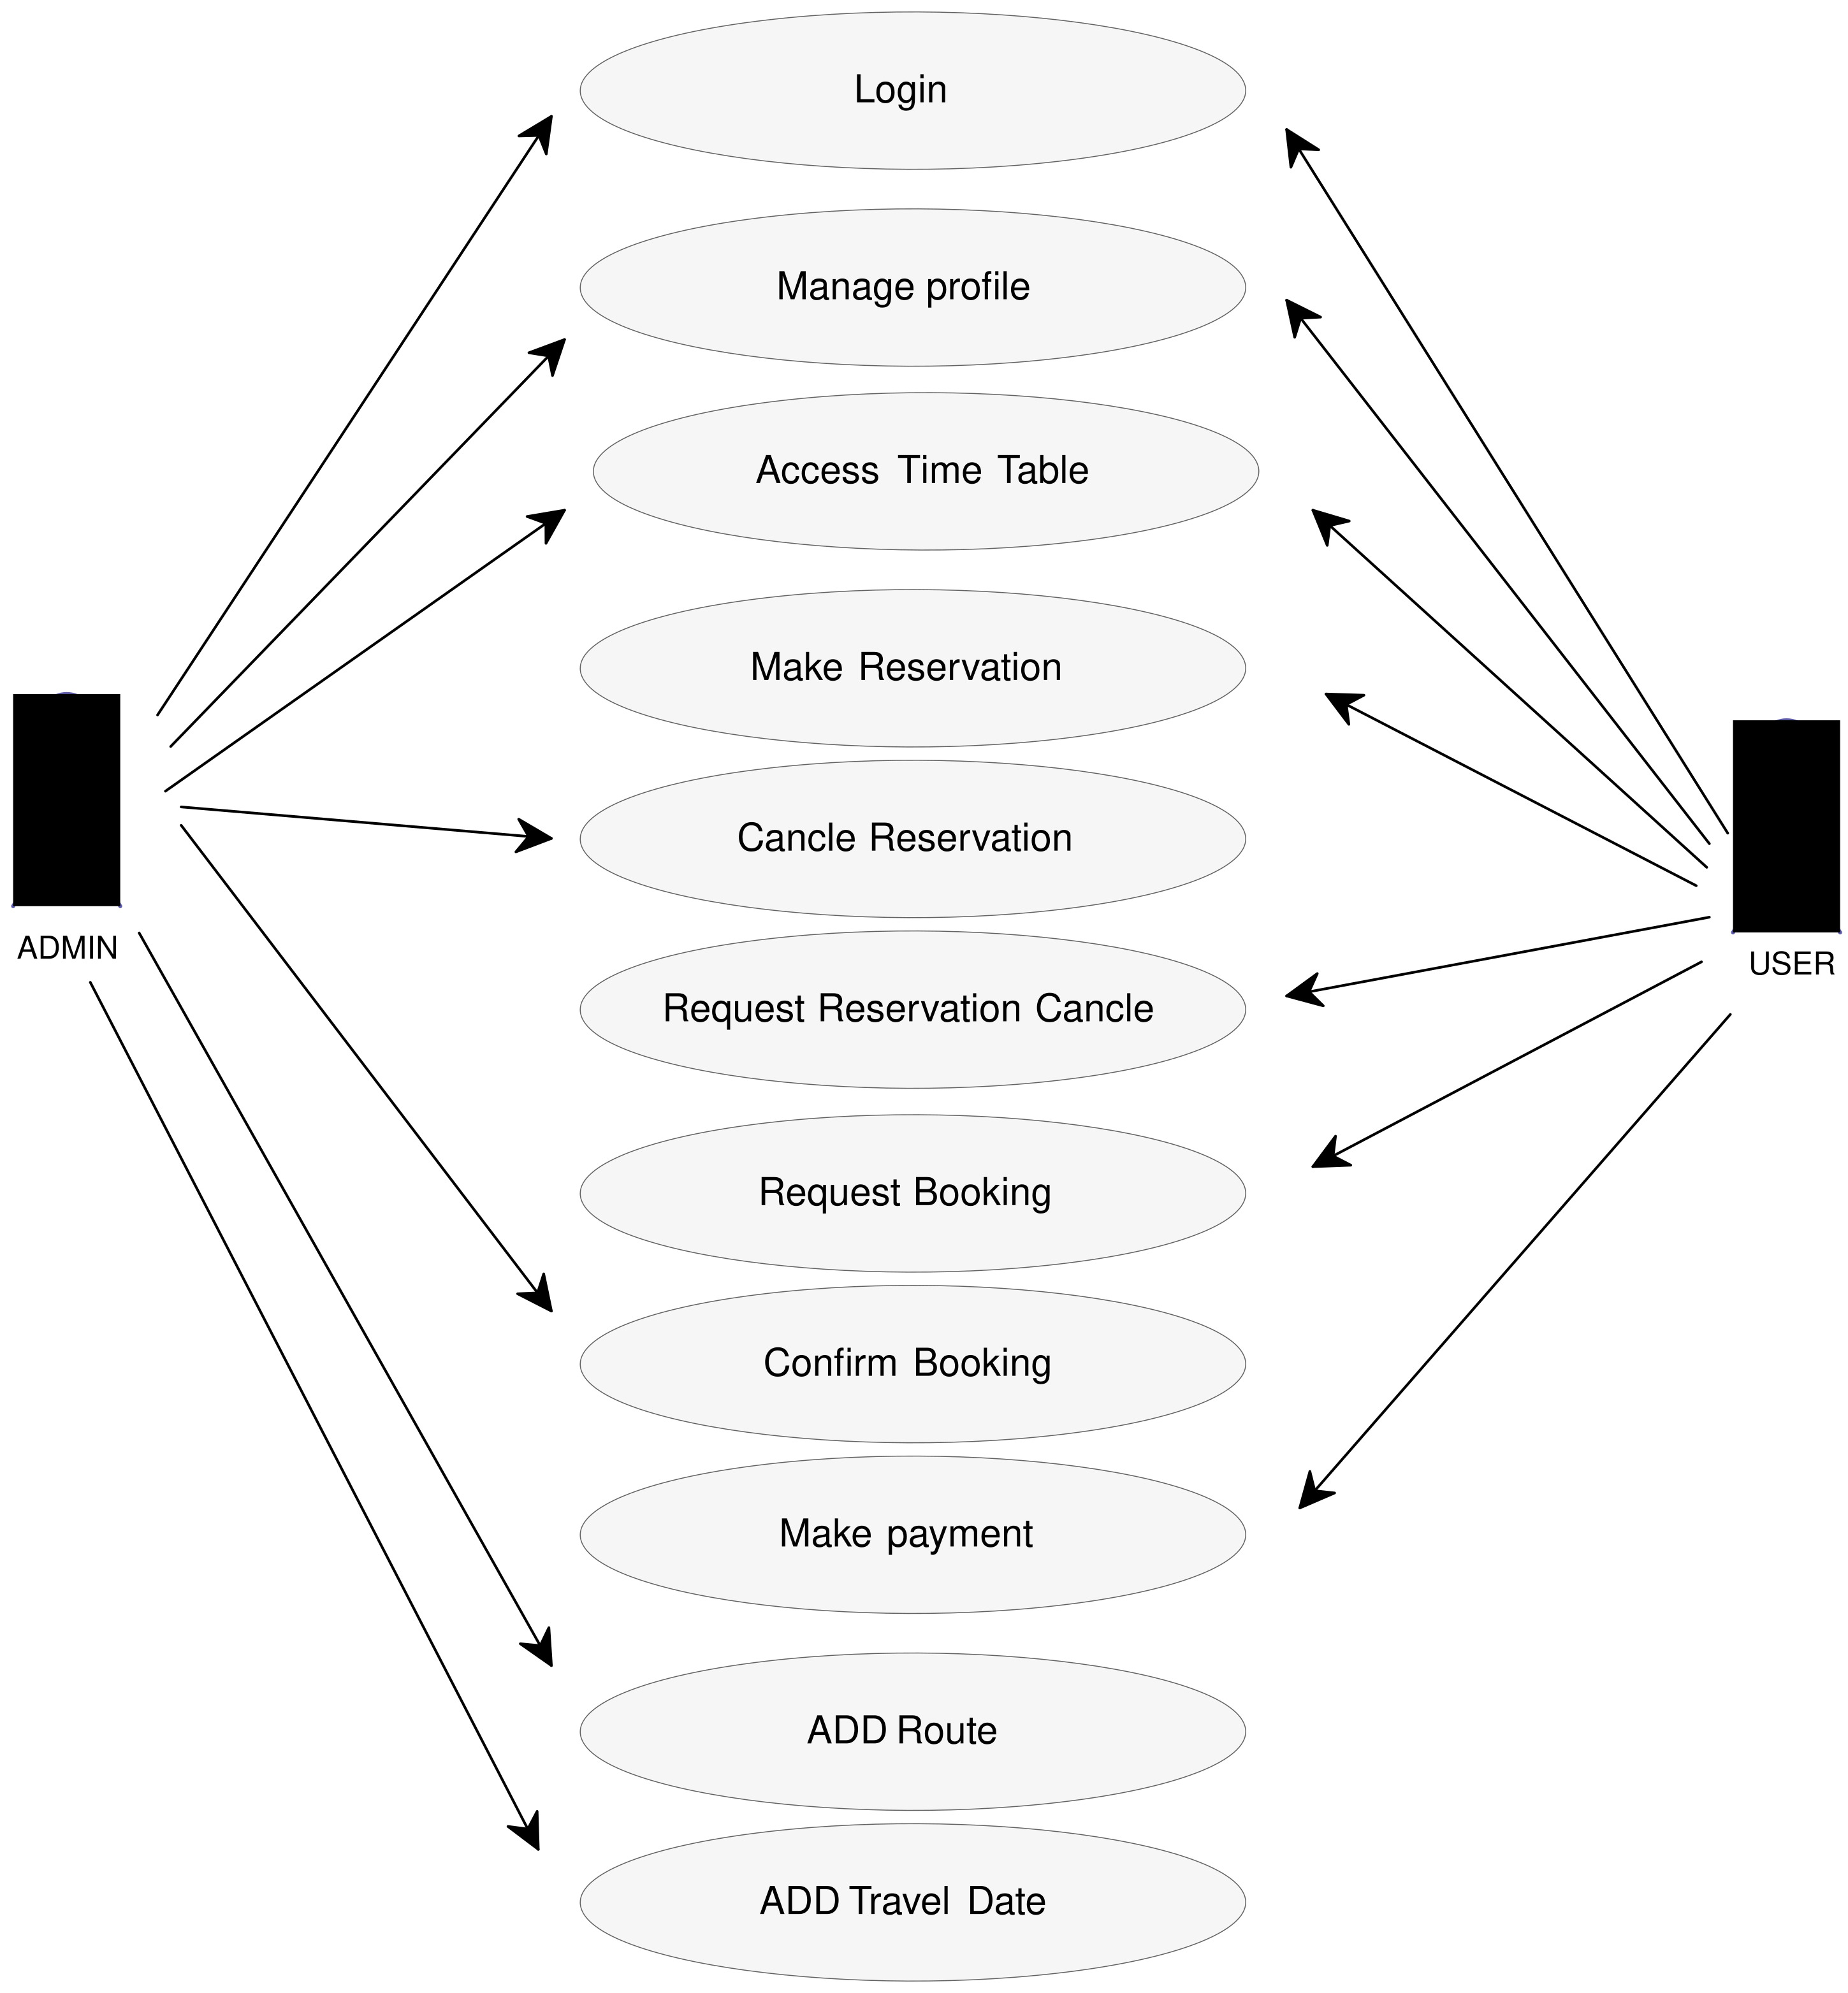 Login
Manage profile
Access Time Table
Make Reservation
Cancle Reservation
ADMIN
USER
Request Reservation Cancle
Request Booking
Confirm Booking
Make payment
ADD Route
ADD Travel Date